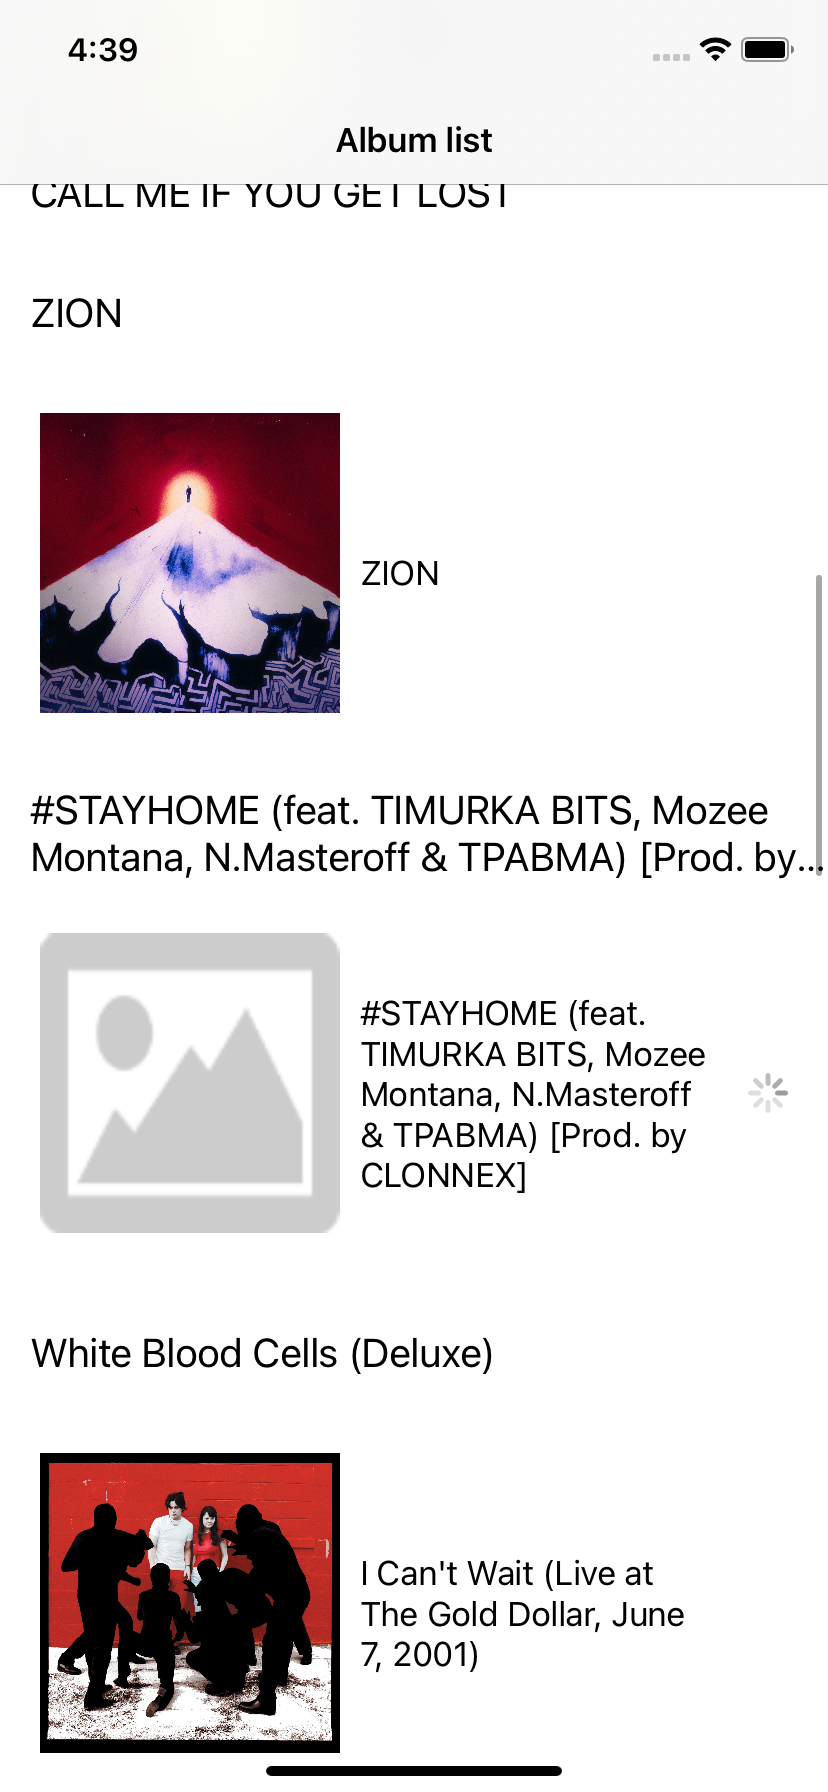 4:39
Album list
CALL ME IF YOU GET LOST
ZION
ZION
#STAYHOME (feat. TIMURKA BITS, Mozee
Montana, N.Masteroff & TPABMA) [Prod. by...
#STAYHOME (feat.
TIMURKA BITS, Mozee
Montana, N.Masteroff
& TPABMA) [Prod. by
CLONNEX]
White Blood Cells (Deluxe)
I Can't Wait (Live at
The Gold Dollar, June
7, 2001)